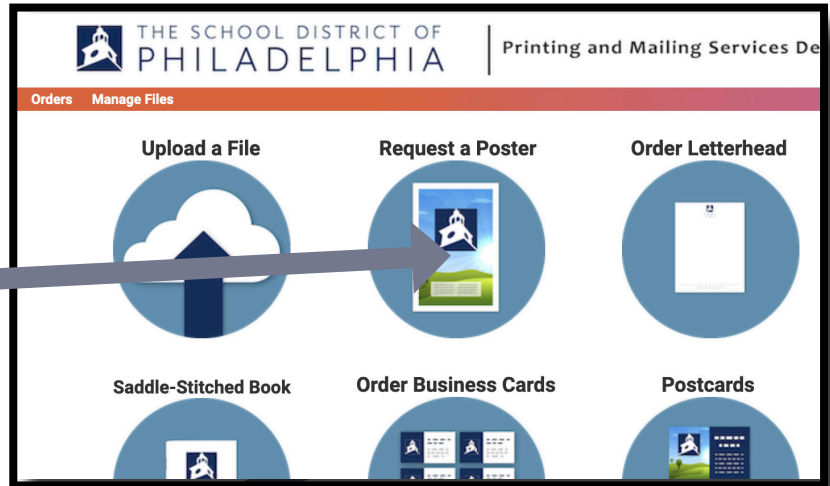 THE SCHOOL DISTRICT OF
PHILADELPHIA
Printing and Mailing Services De
Orders Manage Files
Upload a File Request a Poster Order Letterhead
Saddle-Stitched Book Order Business Cards Postcards